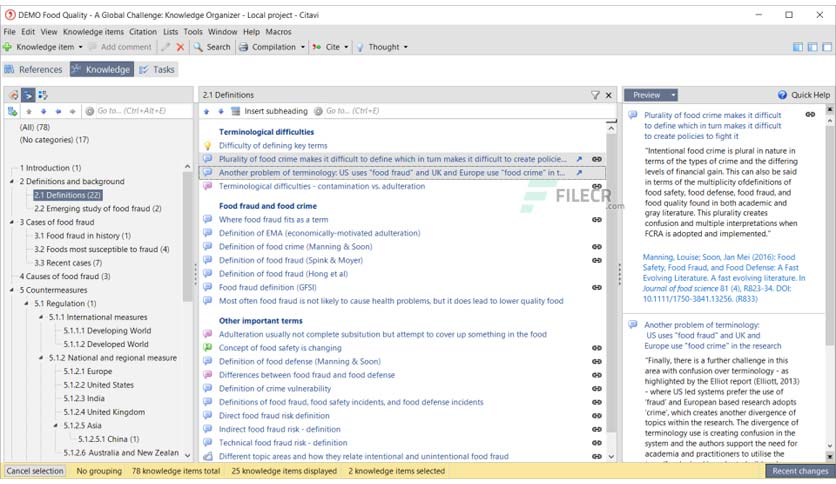 DEMO Food Quality - A Global Challenge: Knowledge Organizer - Local project - Citavi
File Edit View Knowledge items Citation Lists Tools Window Help Macros
Knowledge item Add comment Search Compilation Cite Thought
References Knowledge Tasks
Go to... (Ctrl+Alt+E)
(All) (78)
(No categories) (17)
1 Introduction (1)
2 Definitions and background
2.1 Definitions (22)
2.2 Emerging study of food fraud (2)
3 Cases of food fraud
3.1 Food fraud in history (1)
3.2 Foods most susceptible to fraud (4)
3.3 Recent cases (7)
4 Causes of food fraud (3)
5 Countermeasures
5.1 Regulation (1)
5.1.1 International measures
5.1.1.1 Developing World
5.1.1.2 Developed World
5.1.2 National and regional measure
5.1.2.1 Europe
5.1.2.2 United States
5.1.2.3 India
5.1.2.4 United Kingdom
5.1.2.5 Asia
5.1.2.5.1 China (1)
5.1.2.6 Australia and New Zealan
2.1 Definitions
Insert subheading Go to... (Ctrl+E)
Terminological difficulties
Difficulty of defining key terms
Plurality of food crime makes it difficult to define which in turn makes it difficult to create policie...
Another problem of terminology: US uses "food fraud" and UK and Europe use "food crime" in t...
Terminological difficulties - contamination vs. adulteration
Food fraud and food crime
Where food fraud fits as a term
Definition of EMA (economically-motivated adulteration)
Definition of food crime (Manning & Soon)
Definition of food fraud (Spink & Moyer)
Definition of food fraud (Hong et al)
Food fraud definition (GFSI)
Most often food fraud is not likely to cause health problems, but it does lead to lower quality food
Other important terms
Adulteration usually not complete subsitution but attempt to cover up something in the food
Concept of food safety is changing
Definition of food defense (Manning & Soon)
Differences between food fraud and food defense
Definition of crime vulnerability
Definitions of food fraud, food safety incidents, and food defense incidents
Direct food fraud risk definition
Indirect food fraud risk - definition
Technical food fraud risk - definition
Different topic areas and how they relate intentional and unintentional food fraud
FILECR
.com
Preview Quick Help
Plurality of food crime makes it difficult
to define which in turn makes it difficult
to create policies to fight it
"Intentional food crime is plural in nature in
terms of the types of crime and the differing
levels of financial gain. This can also be said
in terms of the multiplicity ofdefinitions of
food safety, food defense, food fraud, and
food quality found in both academic and
gray literature. This plurality creates
confusion and multiple interpretations when
FCRA is adopted and implemented."
Manning, Louise; Soon, Jan Mei (2016): Food
Safety, Food Fraud, and Food Defense: A Fast
Evolving Literature. A fast evolving literature. In
Journal of food science 81 (4), R823-34. DOI:
10.1111/1750-3841.13256. (R833)
Another problem of terminology:
US uses "food fraud" and UK and
Europe use "food crime" in the research
"Finally, there is a further challenge in this
area with confusion over terminology - as
highlighted by the Elliot report (Elliott, 2013)
- where US led systems prefer the use of
'fraud' and European based research adopts
'crime', which creates another divergence of
topics within the research. The divergence of
terminology use is creating confusion in the
system and the authors support the need for
academia and practitioners to utilise the
Cancel selection No grouping 78 knowledge items total 25 knowledge items displayed 2 knowledge items selected Recent changes